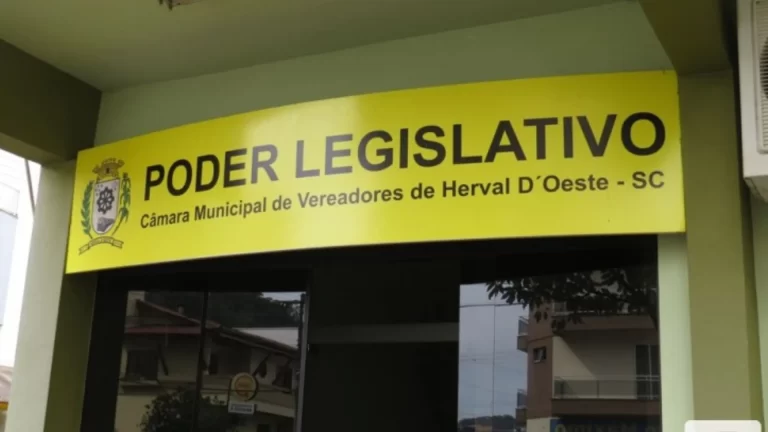 PODER LEGISLATIVO
Câmara Municipal de Vereadores de Herval D´Oeste - SC